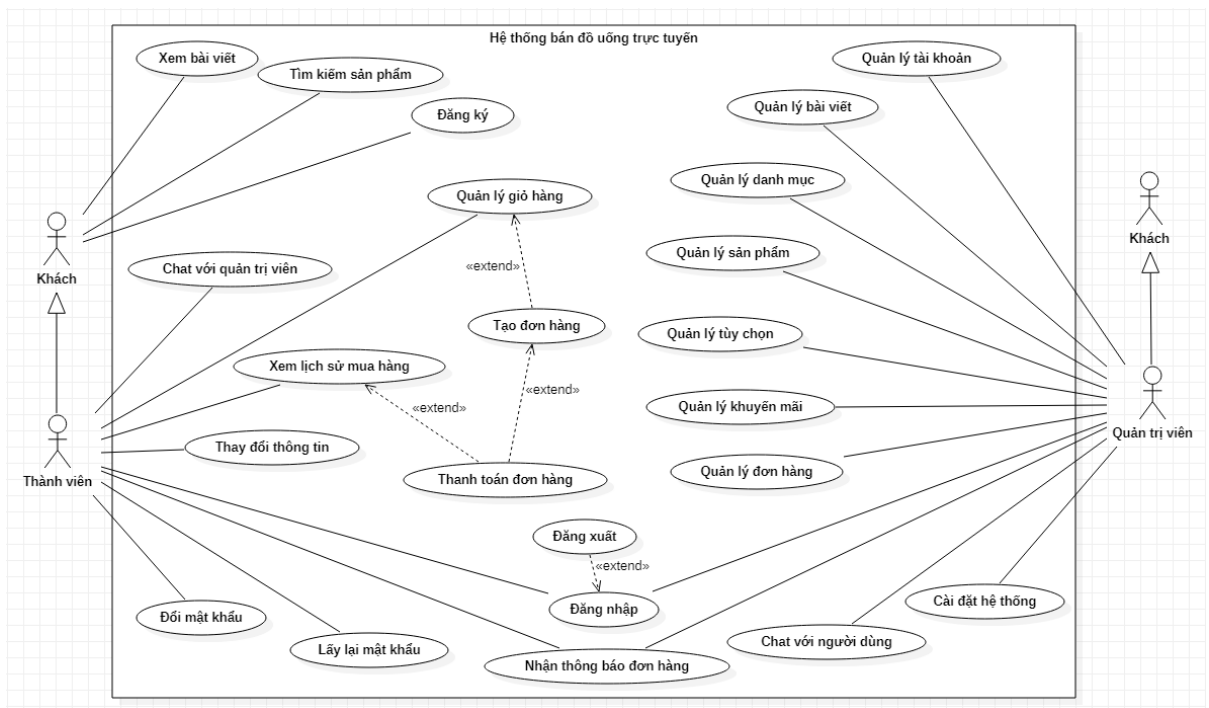 Hệ thống bán đồ uống trực tuyến
Xem bài viết
Quản lý tài khoản
Tìm kiếm sản phẩm
Quản lý bài viết
Đăng ký
Quản lý danh mục
Quản lý giỏ hàng
Khách
Quản lý sản phẩm
Chat với quản trị viên
«extend»
Khách
Tạo đơn hàng
Quản lý tùy chọn
Xem lịch sử mua hàng
«extend»
«extend»
Quản lý khuyến mãi
Quản trị viên
Thay đổi thông tin
Quản lý đơn hàng
Thanh toán đơn hàng
Thành viên
Đăng xuất
«extend»
Cài đặt hệ thống
Đăng nhập
Đổi mật khẩu
Chat với người dùng
Lấy lại mật khẩu
Nhận thông báo đơn hàng